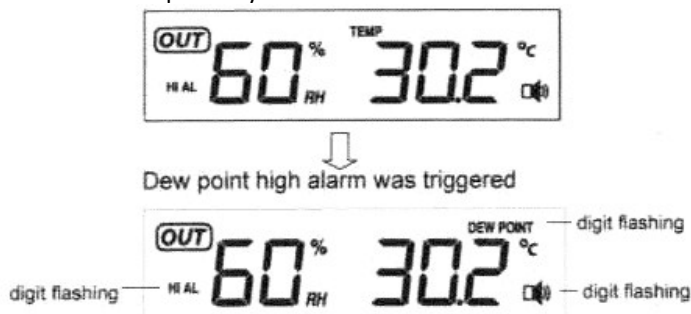 OUT TEMP
60 % 30.2 °C
HI AL RH
Dew point high alarm was triggered
OUT DEW POINT digit flashing
60 % 30.2 °C
digit flashing HI AL RH digit flashing